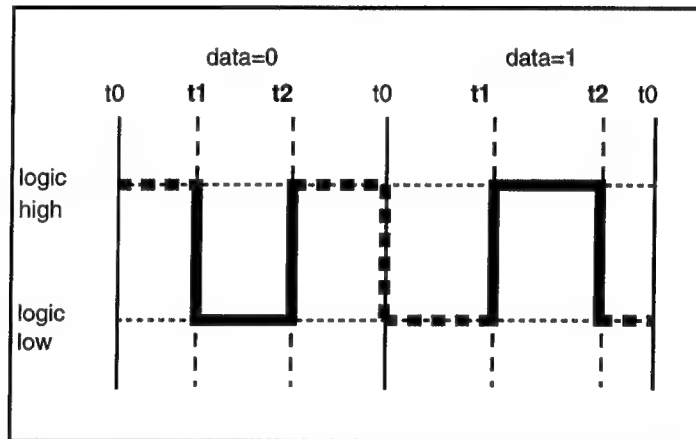 data=0 data=1
t0 t1 t2 t0 t1 t2 t0
logic
high
logic
low